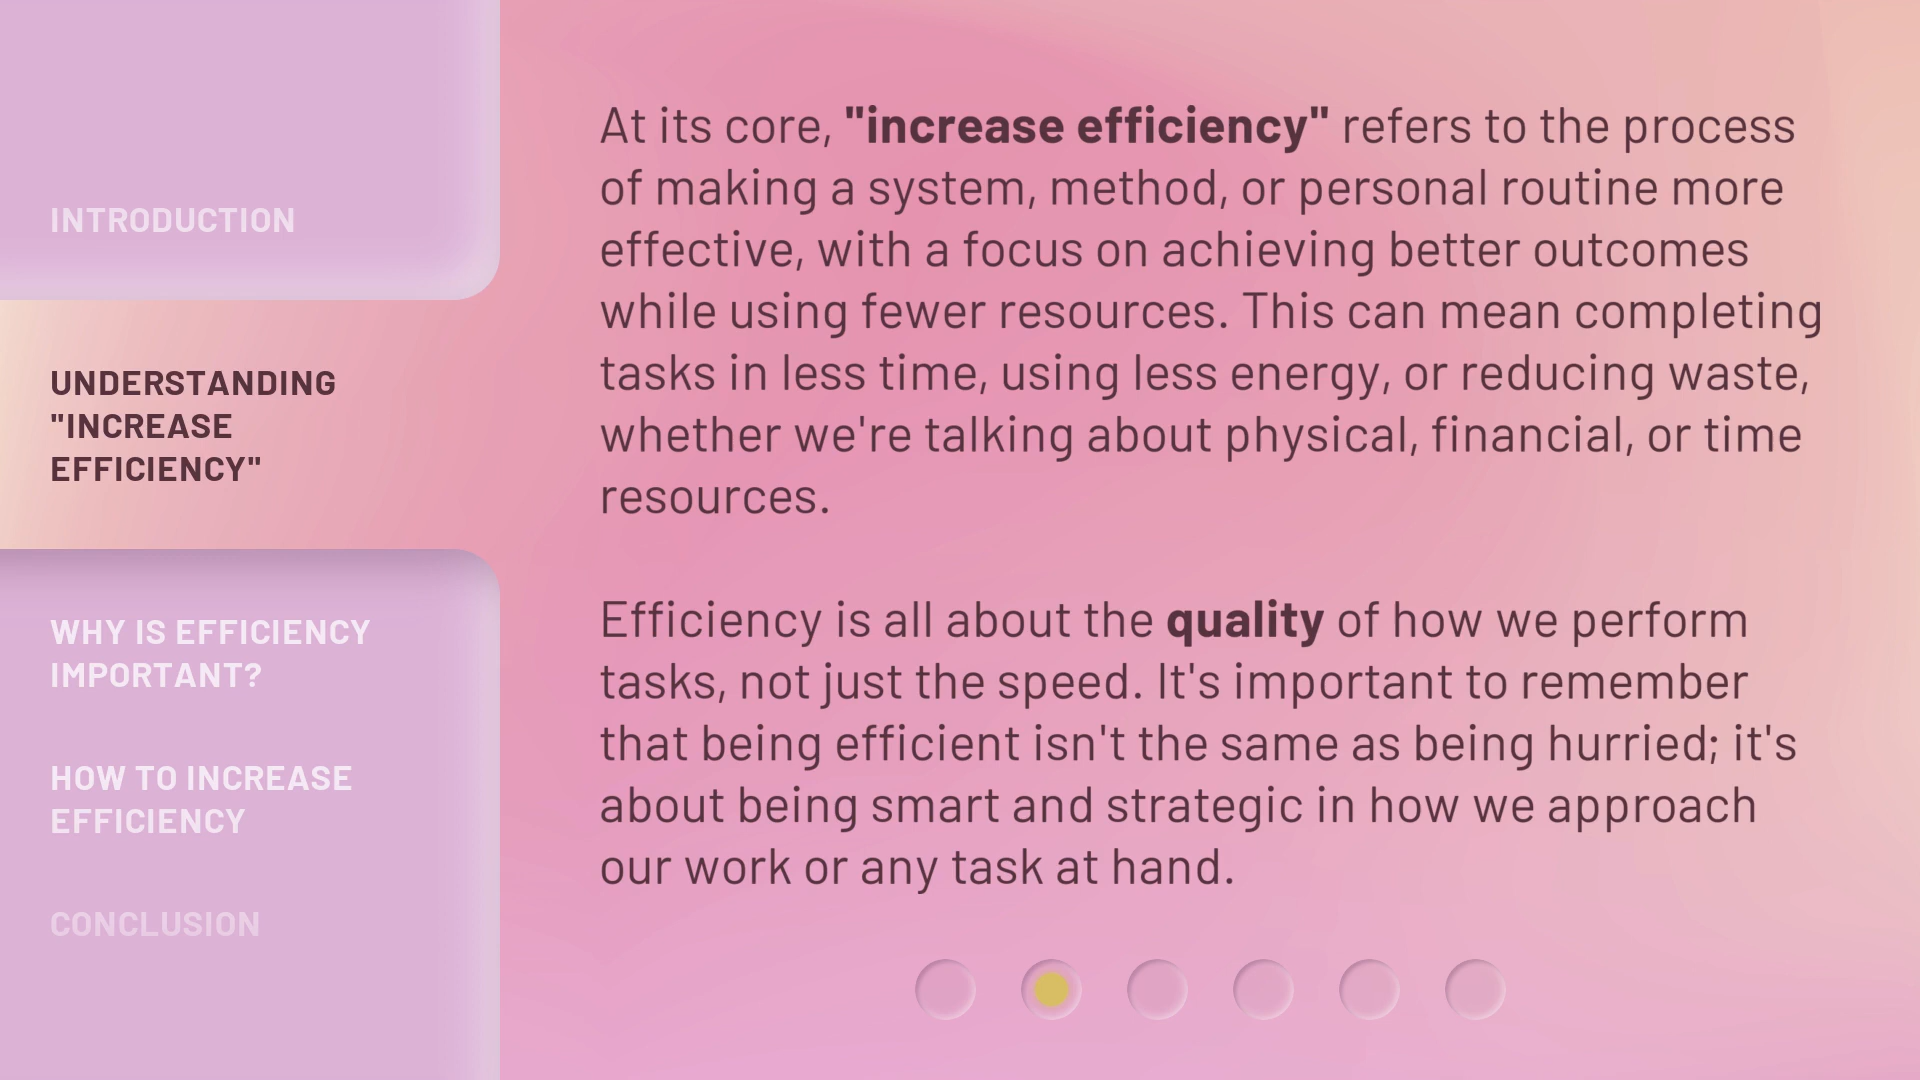 INTRODUCTION
UNDERSTANDING
"INCREASE
EFFICIENCY"
WHY IS EFFICIENCY
IMPORTANT?
HOW TO INCREASE
EFFICIENCY
CONCLUSION
At its core, "increase efficiency" refers to the process
of making a system, method, or personal routine more
effective, with a focus on achieving better outcomes
while using fewer resources. This can mean completing
tasks in less time, using less energy, or reducing waste,
whether we're talking about physical, financial, or time
resources.
Efficiency is all about the quality of how we perform
tasks, not just the speed. It's important to remember
that being efficient isn't the same as being hurried; it's
about being smart and strategic in how we approach
our work or any task at hand.